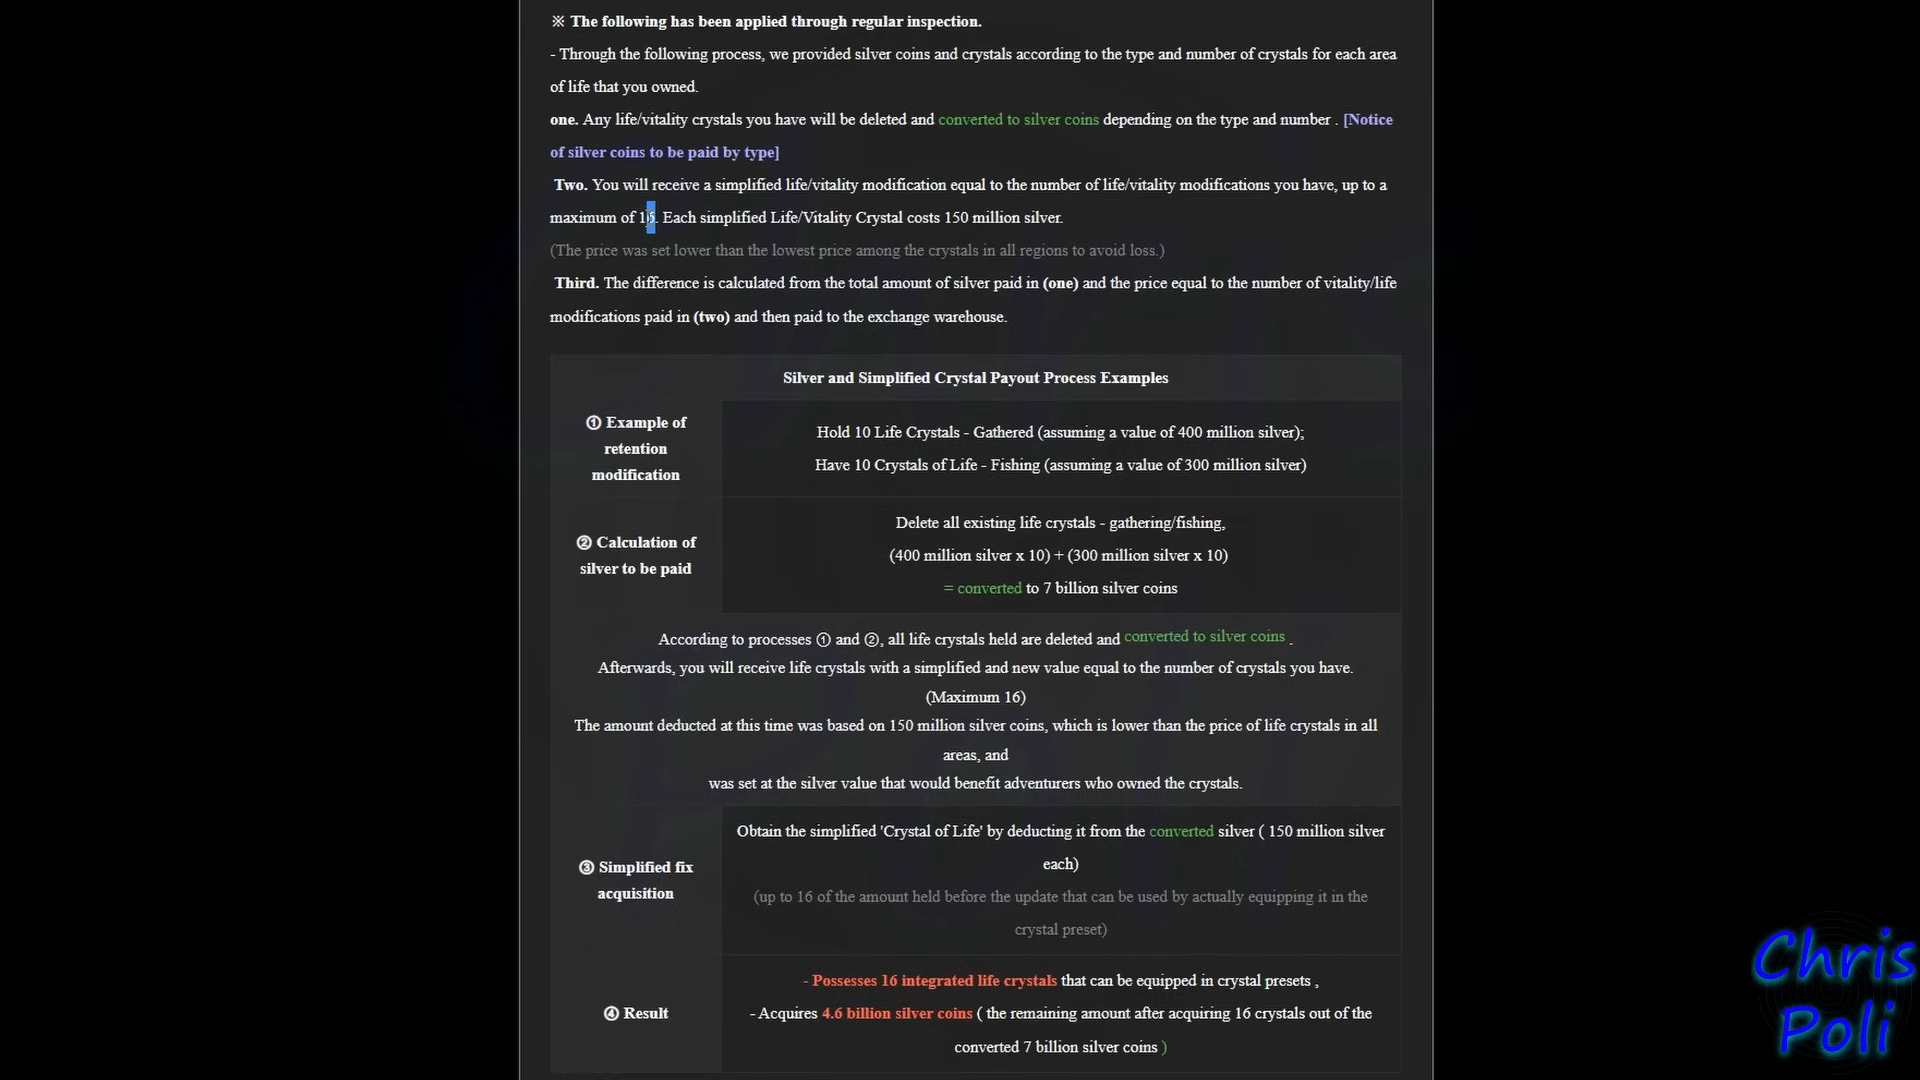 ※ The following has been applied through regular inspection.
- Through the following process, we provided silver coins and crystals according to the type and number of crystals for each area
of life that you owned.
one. Any life/vitality crystals you have will be deleted and converted to silver coins depending on the type and number . [Notice
of silver coins to be paid by type]
Two. You will receive a simplified life/vitality modification equal to the number of life/vitality modifications you have, up to a
maximum of 16. Each simplified Life/Vitality Crystal costs 150 million silver.
(The price was set lower than the lowest price among the crystals in all regions to avoid loss.)
Third. The difference is calculated from the total amount of silver paid in (one) and the price equal to the number of vitality/life
modifications paid in (two) and then paid to the exchange warehouse.
Silver and Simplified Crystal Payout Process Examples
① Example of
retention
modification
Hold 10 Life Crystals - Gathered (assuming a value of 400 million silver);
Have 10 Crystals of Life - Fishing (assuming a value of 300 million silver)
② Calculation of
silver to be paid
Delete all existing life crystals - gathering/fishing,
(400 million silver x 10) + (300 million silver x 10)
= converted to 7 billion silver coins
According to processes ① and ②, all life crystals held are deleted and converted to silver coins .
Afterwards, you will receive life crystals with a simplified and new value equal to the number of crystals you have.
(Maximum 16)
The amount deducted at this time was based on 150 million silver coins, which is lower than the price of life crystals in all
areas, and
was set at the silver value that would benefit adventurers who owned the crystals.
③ Simplified fix
acquisition
Obtain the simplified 'Crystal of Life' by deducting it from the converted silver ( 150 million silver
each)
(up to 16 of the amount held before the update that can be used by actually equipping it in the
crystal preset)
④ Result
- Possesses 16 integrated life crystals that can be equipped in crystal presets ,
- Acquires 4.6 billion silver coins ( the remaining amount after acquiring 16 crystals out of the
converted 7 billion silver coins )
Chris
Poli